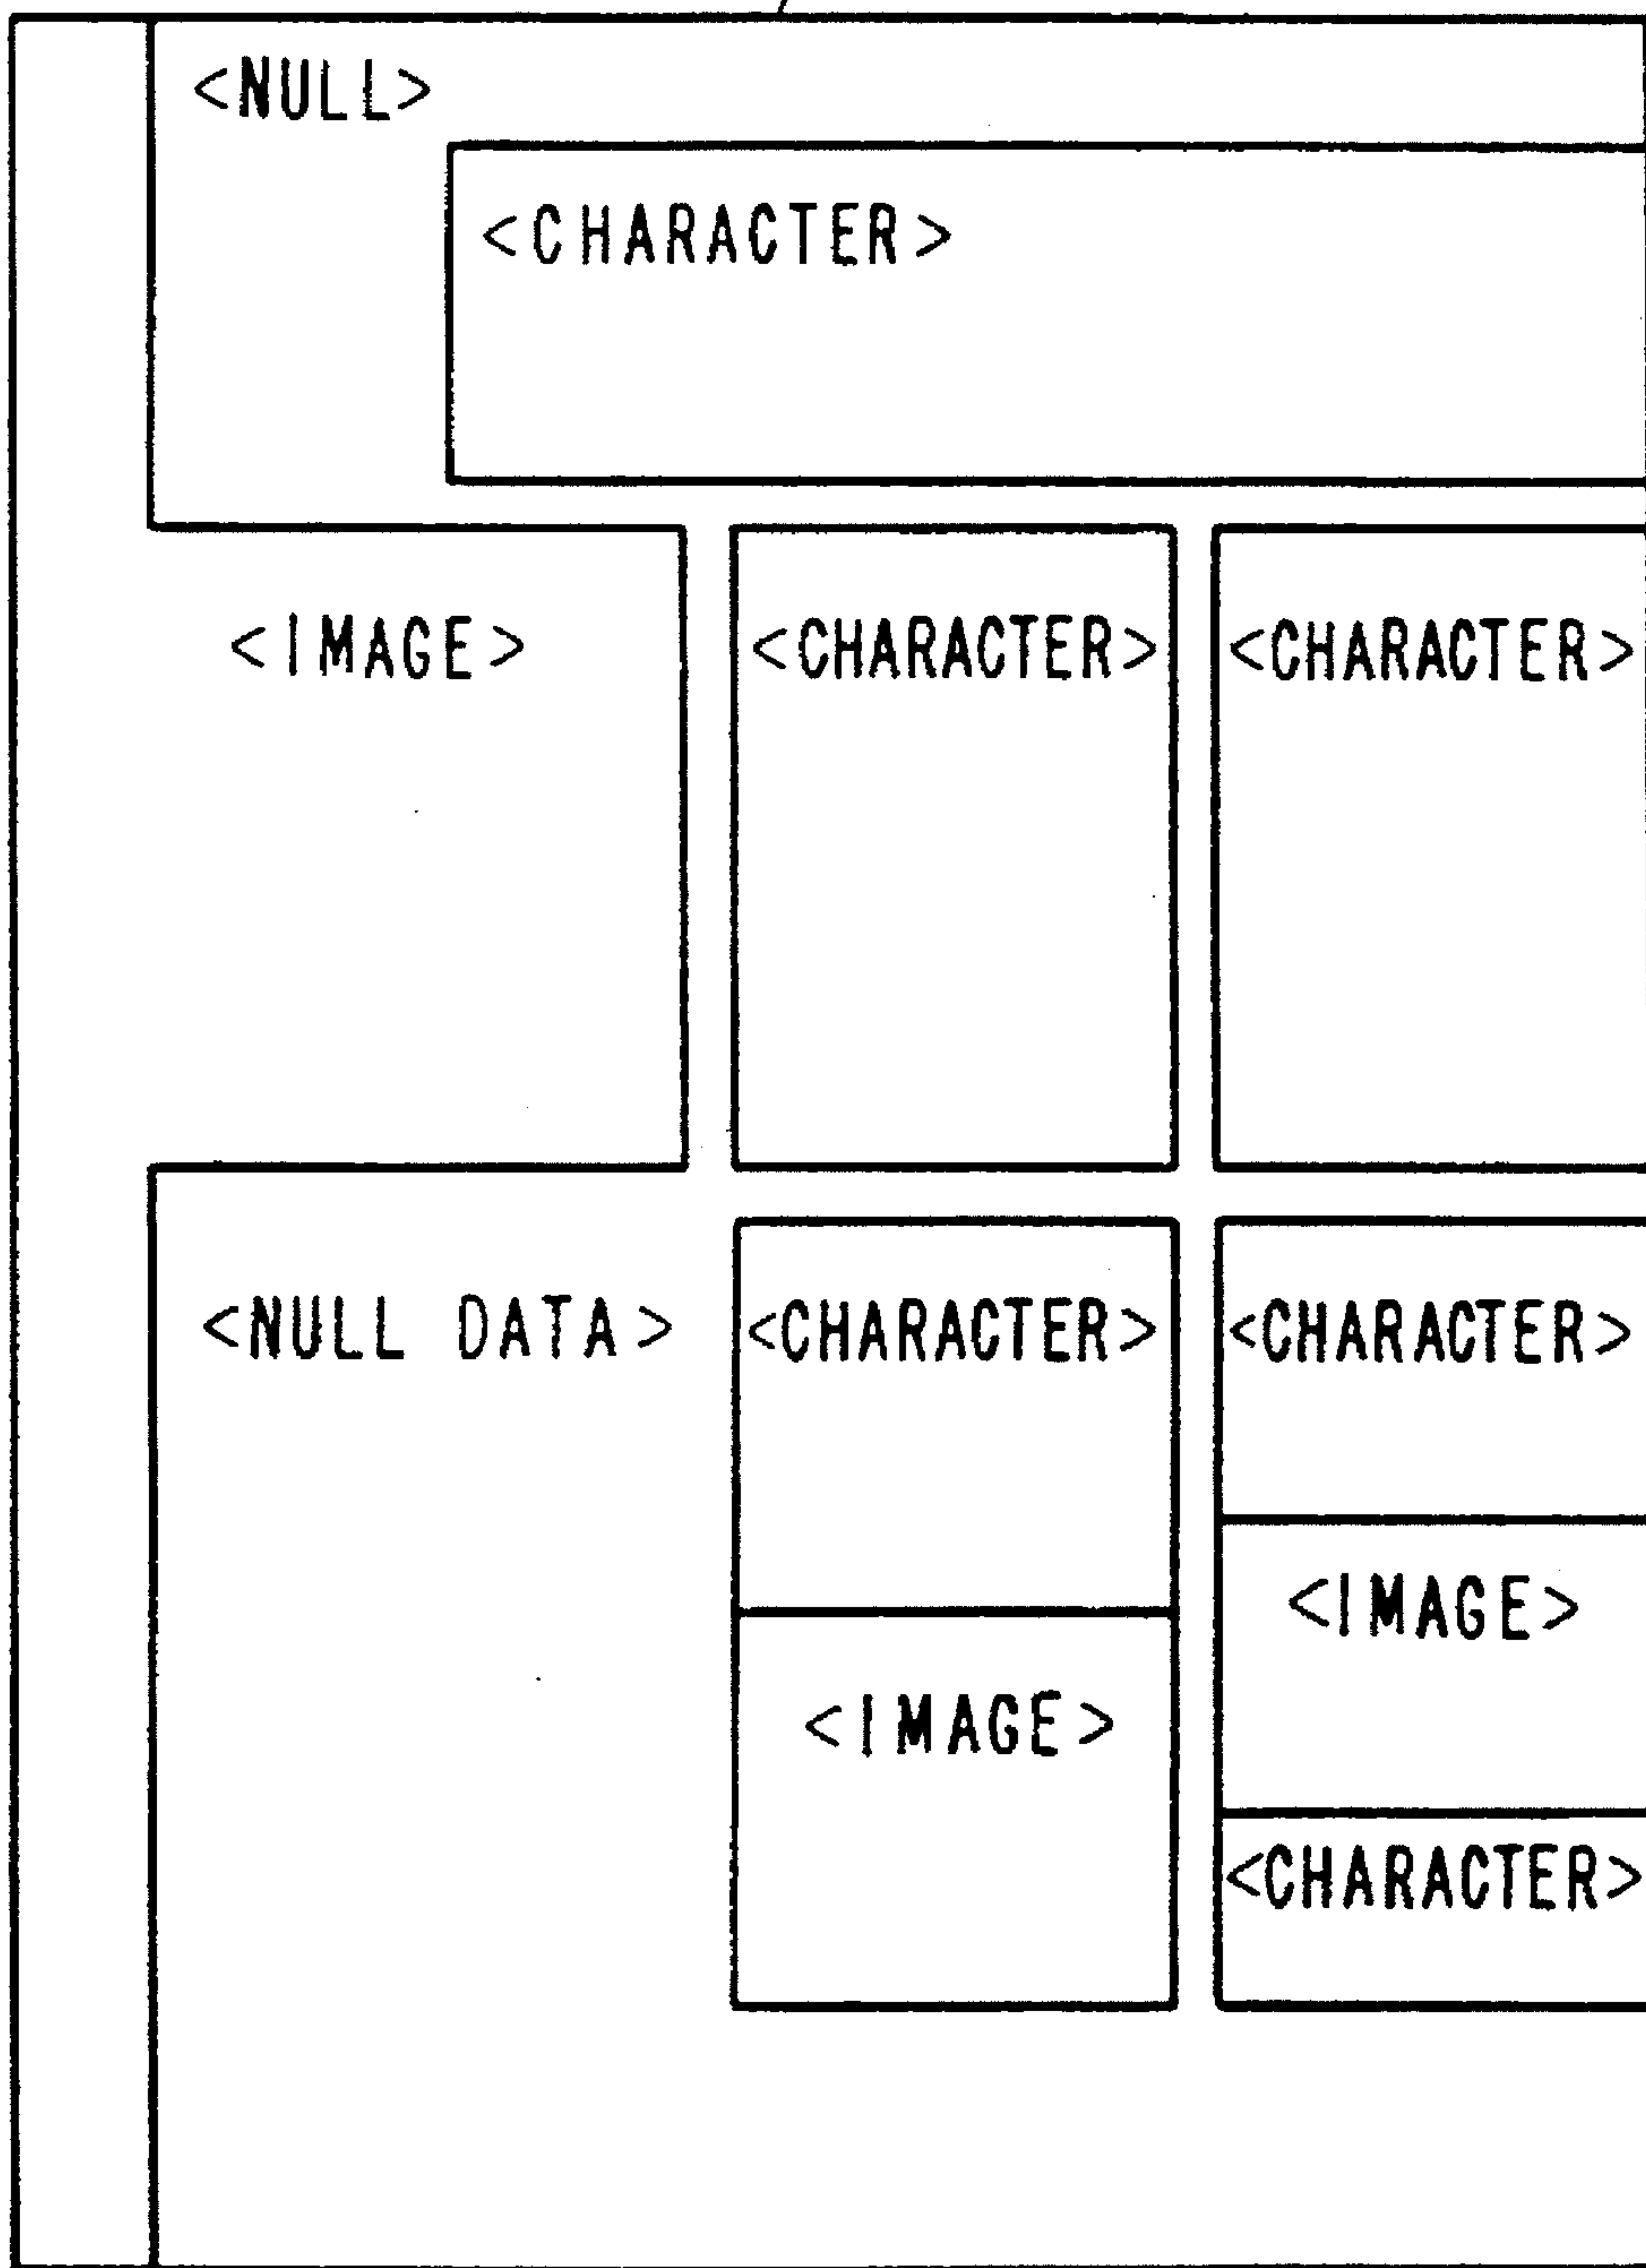 <NULL>
<CHARACTER>
<IMAGE> <CHARACTER> <CHARACTER>
<NULL DATA> <CHARACTER> <CHARACTER>
<IMAGE>
<IMAGE>
<CHARACTER>